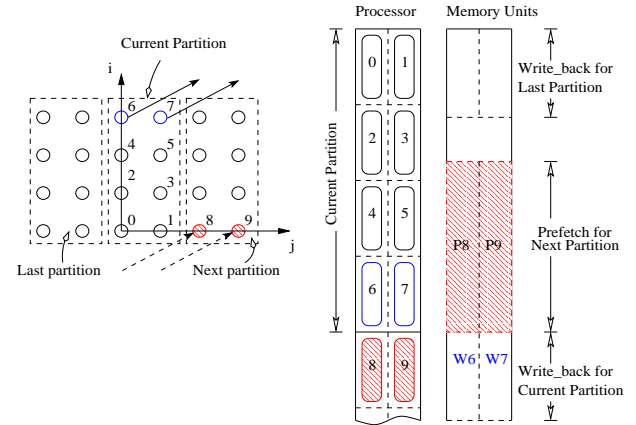 Current Partition
i
6
7
4
5
2
3
0
1
8
9
j
Last partition
Next partition
Processor
Memory Units
Current Partition
0
1
2
3
4
5
6
7
8
9
P8
P9
W6
W7
Write_back for
Last Partition
Prefetch for
Next Partition
Write_back for
Current Partition